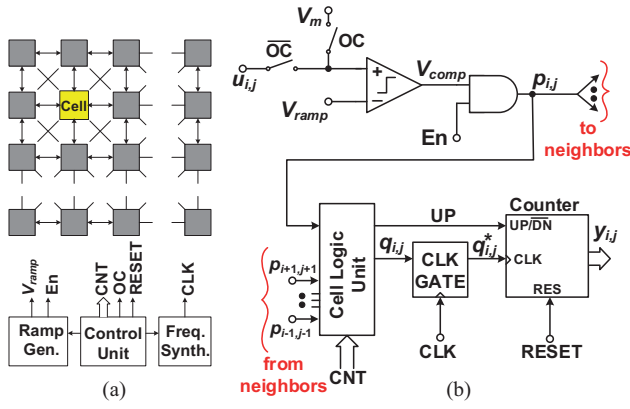 Cell
V_ramp
En
CNT
OC
RESET
CLK
Ramp Gen.
Control Unit
Freq. Synth.
(a)
V_m
OC
O̅C̅
u_i,j
V_ramp
+
−
V_comp
En
p_i,j
to neighbors
UP
Cell Logic Unit
q_i,j
CLK GATE
q*_i,j
Counter
UP/D̅N̅
CLK
RES
y_i,j
p_i+1,j+1
p_i-1,j-1
from neighbors
CNT
CLK
RESET
(b)